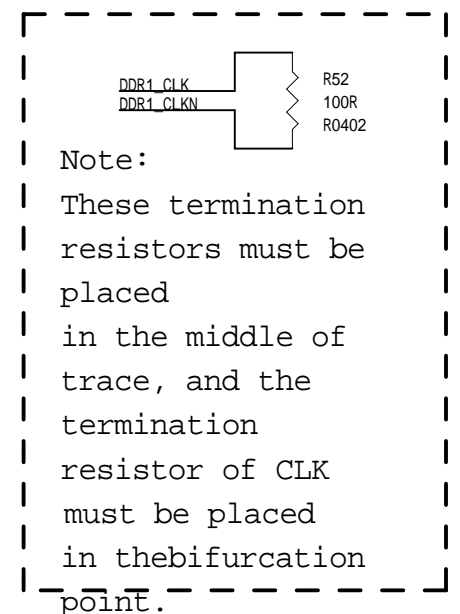 DDR1_CLK
DDR1_CLKN
R52
100R
R0402
Note:
These termination
resistors must be
placed
in the middle of
trace, and the
termination
resistor of CLK
must be placed
in thebifurcation
point.